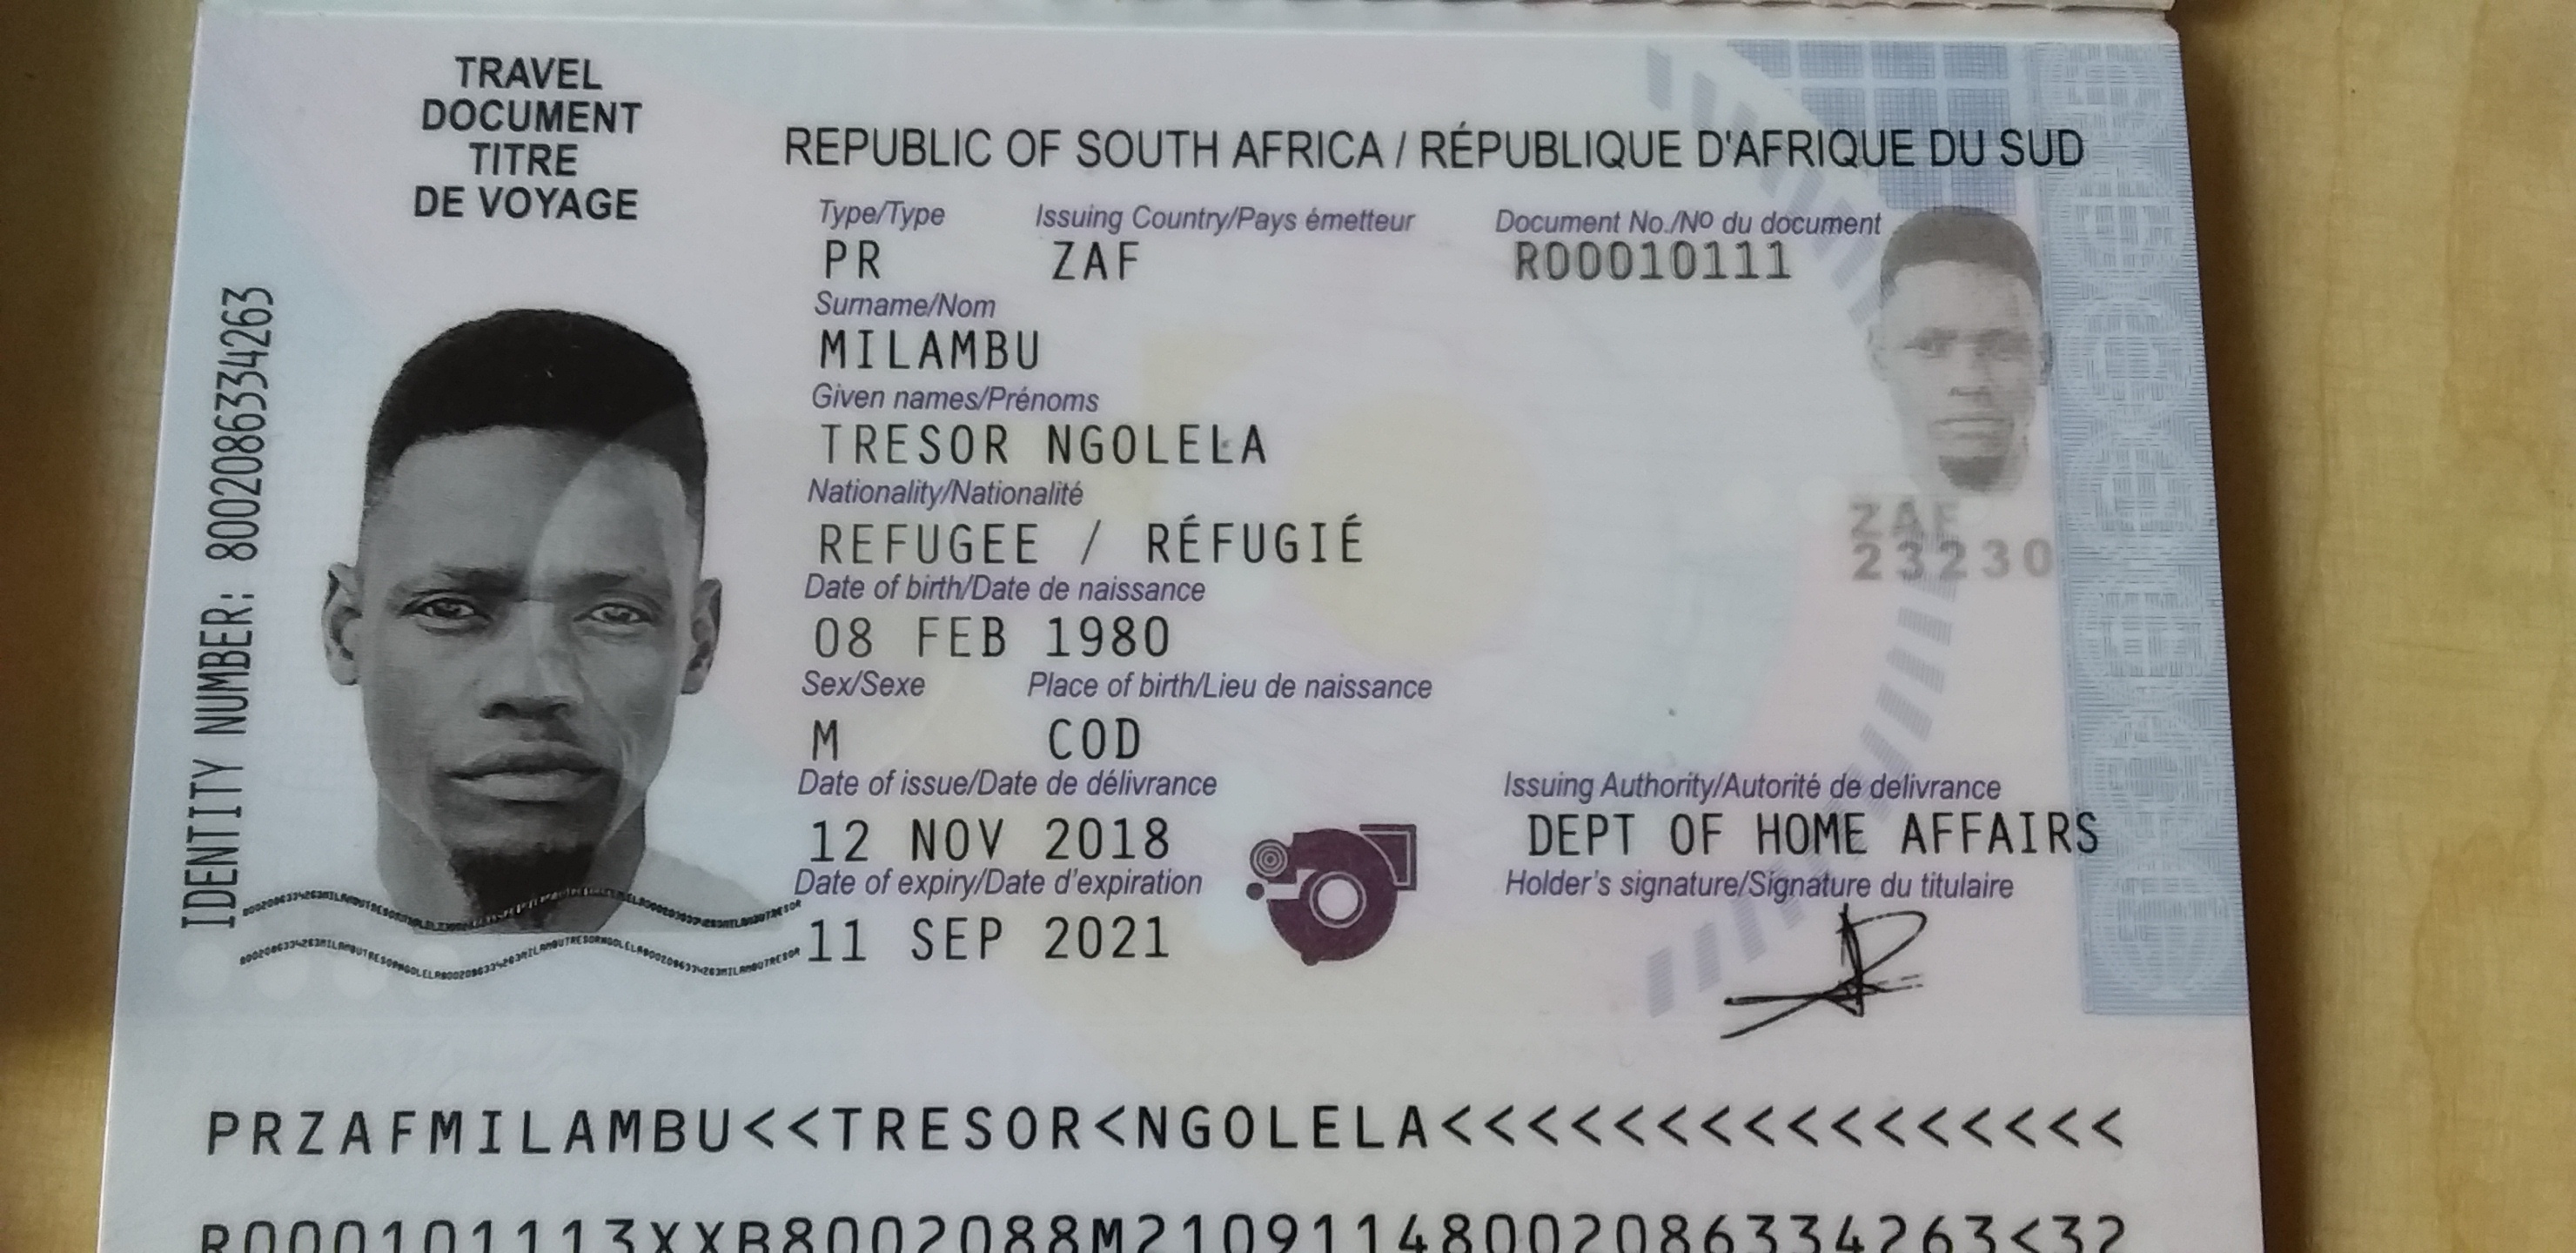 TRAVEL
DOCUMENT
TITRE
DE VOYAGE
REPUBLIC OF SOUTH AFRICA / RÉPUBLIQUE D'AFRIQUE DU SUD
Type/Type Issuing Country/Pays émetteur Document No./Nº du document
PR ZAF R00010111
Surname/Nom
MILAMBU
Given names/Prénoms
TRESOR NGOLELA
Nationality/Nationalité
REFUGEE / RÉFUGIÉ
Date of birth/Date de naissance
08 FEB 1980
Sex/Sexe Place of birth/Lieu de naissance
M COD
Date of issue/Date de délivrance Issuing Authority/Autorité de delivrance
12 NOV 2018 DEPT OF HOME AFFAIRS
Date of expiry/Date d'expiration Holder's signature/Signature du titulaire
11 SEP 2021
IDENTITY NUMBER: 8002086334263
ZAF
23230
PRZAFMILAMBU<<TRESOR<NGOLELA<<<<<<<<<<<<<<<<
R000101113XXB8002088M21091148002086334263<32